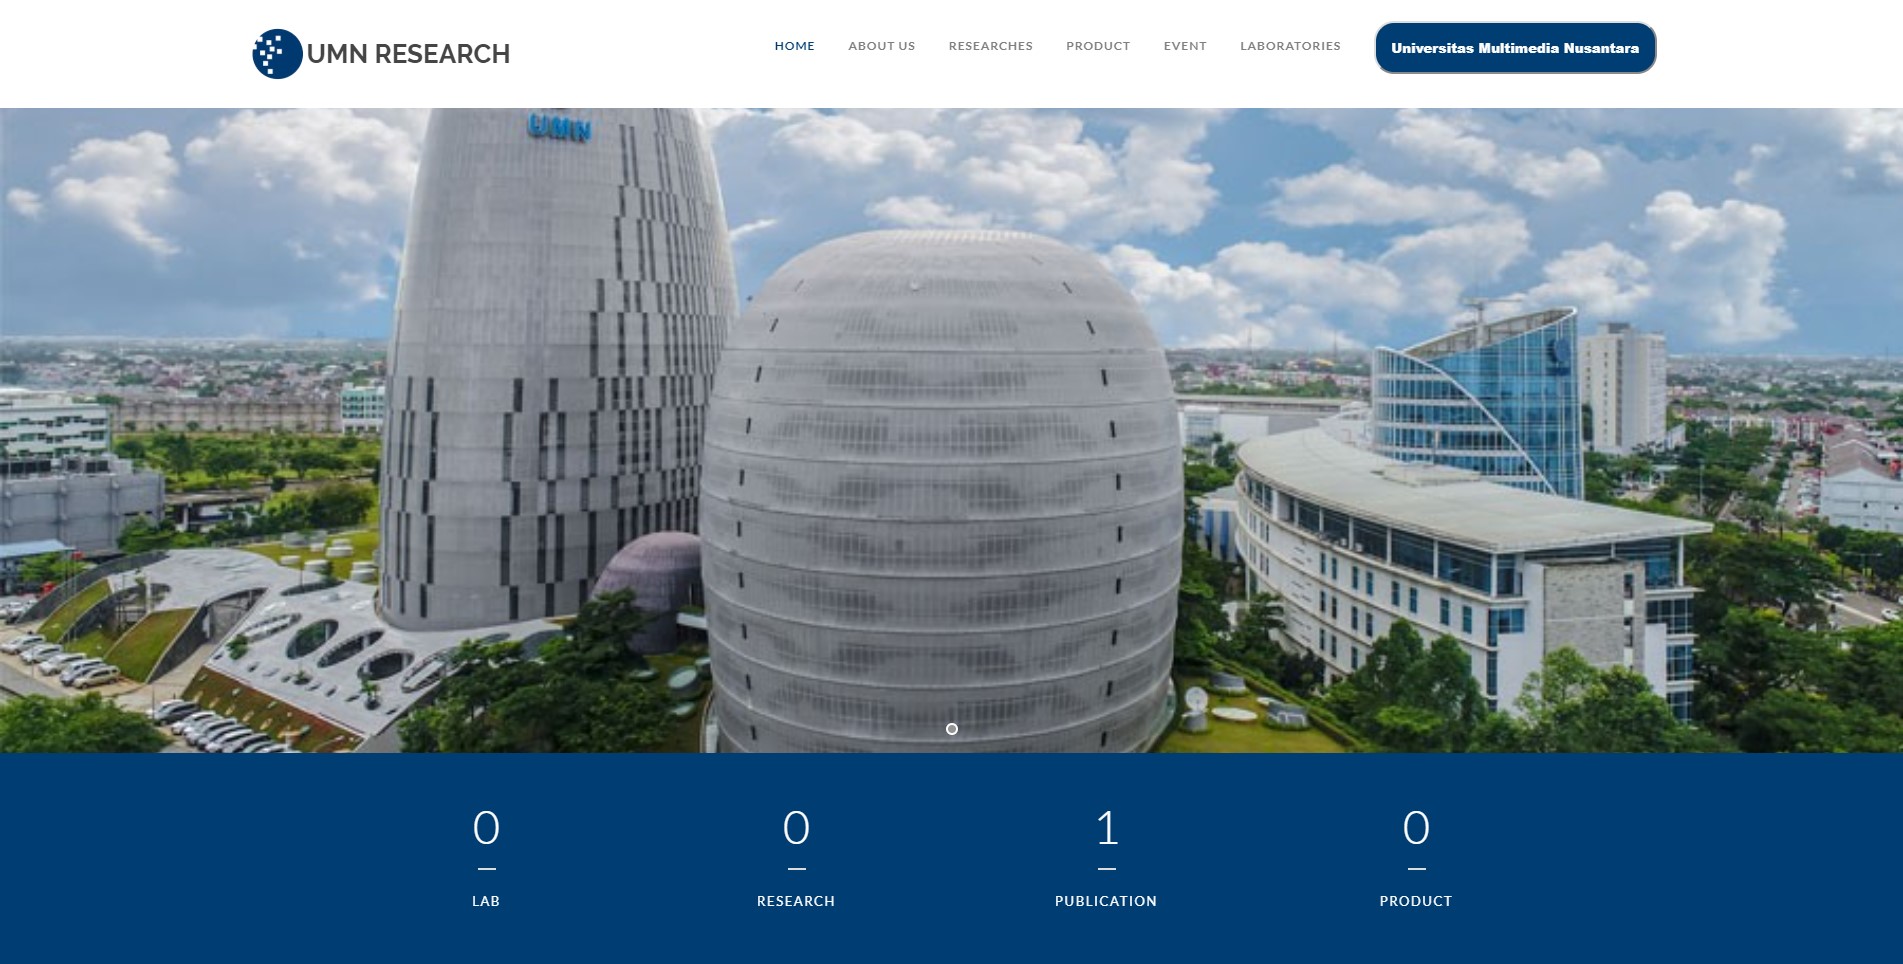 UMN RESEARCH
HOME ABOUT US RESEARCHES PRODUCT EVENT LABORATORIES Universitas Multimedia Nusantara
UMN
0 0 1 0
LAB RESEARCH PUBLICATION PRODUCT